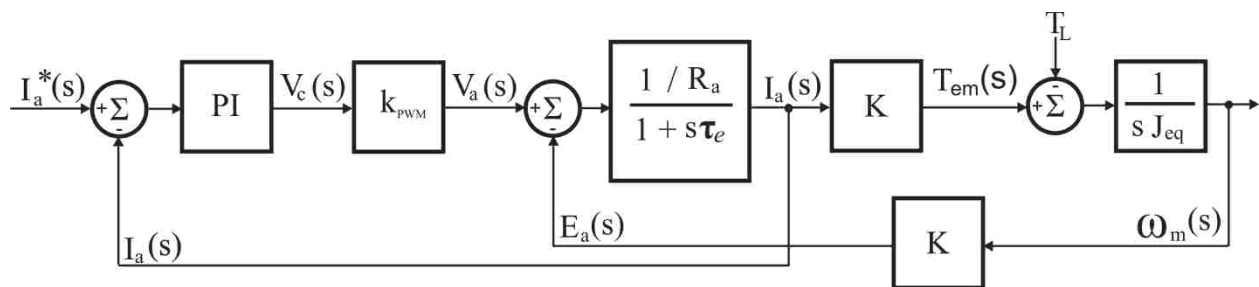 I_a*(s)
+ Σ -
PI
V_c(s)
k_PWM
V_a(s)
+ Σ -
1 / R_a
1 + sτ_e
I_a(s)
K
T_em(s)
T_L
- + Σ
1
s J_eq
I_a(s)
E_a(s)
K
ω_m(s)